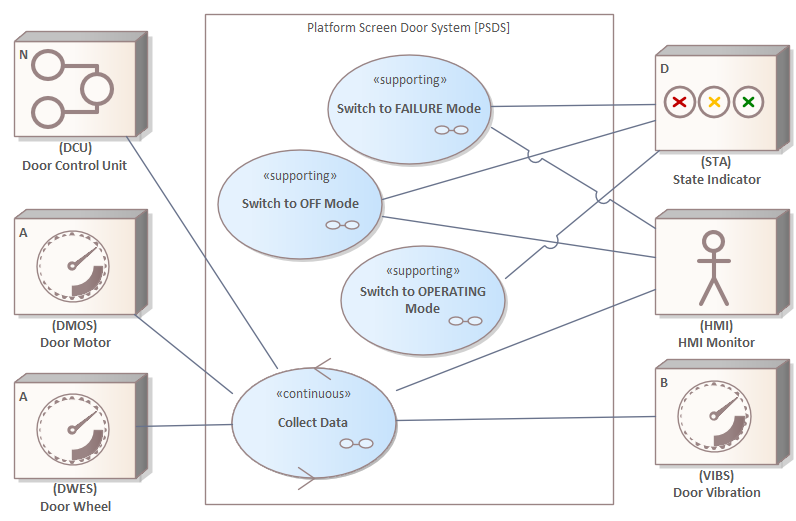 Platform Screen Door System [PSDS]
N
(DCU)
Door Control Unit
A
(DMOS)
Door Motor
A
(DWES)
Door Wheel
«supporting»
Switch to FAILURE Mode
«supporting»
Switch to OFF Mode
«supporting»
Switch to OPERATING
Mode
«continuous»
Collect Data
D
(STA)
State Indicator
(HMI)
HMI Monitor
B
(VIBS)
Door Vibration